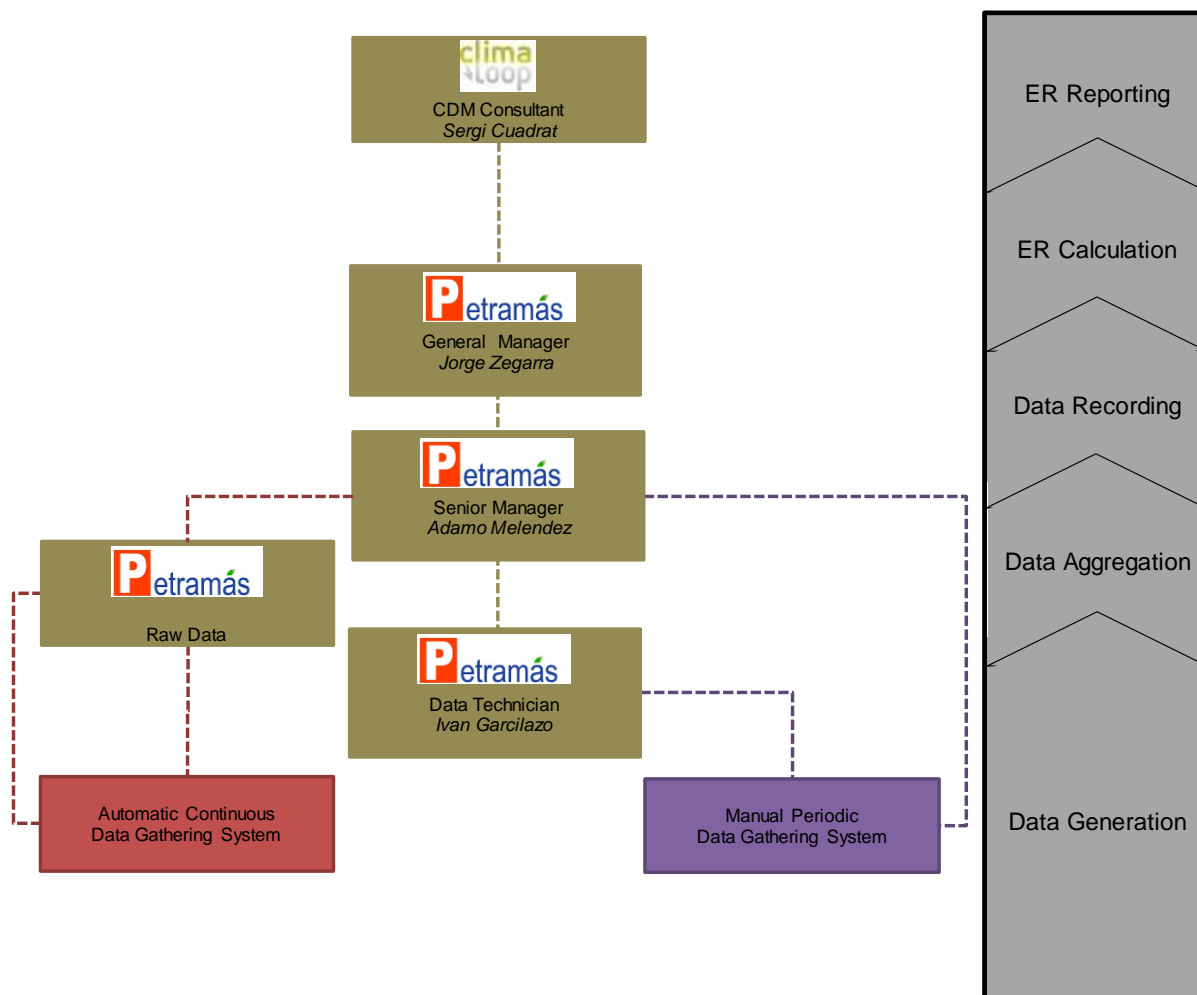 clima
loop
CDM Consultant
Sergi Cuadrat
Petramás
General Manager
Jorge Zegarra
Petramás
Senior Manager
Adamo Melendez
Petramás
Raw Data
Petramás
Data Technician
Ivan Garcilazo
Automatic Continuous
Data Gathering System
Manual Periodic
Data Gathering System
ER Reporting
ER Calculation
Data Recording
Data Aggregation
Data Generation